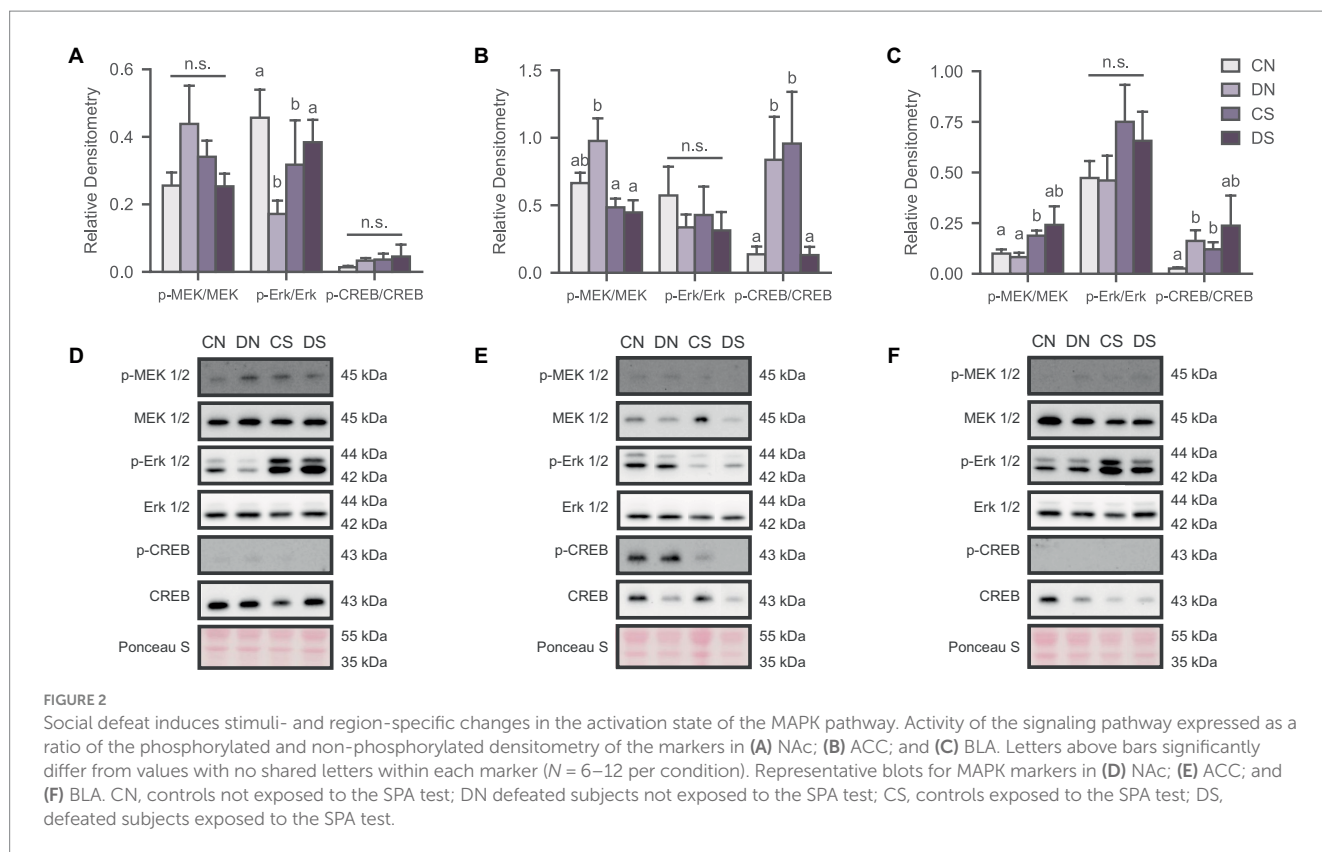 A
Relative Densitometry
0.6
0.4
0.2
0.0
n.s.
a
b
b
a
n.s.
p-MEK/MEK p-Erk/Erk p-CREB/CREB
B
Relative Densitometry
1.5
1.0
0.5
0.0
ab
b
a
a
n.s.
a
b
b
a
p-MEK/MEK p-Erk/Erk p-CREB/CREB
C
Relative Densitometry
1.00
0.75
0.50
0.25
0.00
a
a
b
ab
n.s.
a
b
b
ab
p-MEK/MEK p-Erk/Erk p-CREB/CREB
CN
DN
CS
DS
D
CN DN CS DS
p-MEK 1/2 45 kDa
MEK 1/2 45 kDa
p-Erk 1/2 44 kDa
42 kDa
Erk 1/2 44 kDa
42 kDa
p-CREB 43 kDa
CREB 43 kDa
Ponceau S 55 kDa
35 kDa
E
CN DN CS DS
p-MEK 1/2 45 kDa
MEK 1/2 45 kDa
p-Erk 1/2 44 kDa
42 kDa
Erk 1/2 44 kDa
42 kDa
p-CREB 43 kDa
CREB 43 kDa
Ponceau S 55 kDa
35 kDa
F
CN DN CS DS
p-MEK 1/2 45 kDa
MEK 1/2 45 kDa
p-Erk 1/2 44 kDa
42 kDa
Erk 1/2 44 kDa
42 kDa
p-CREB 43 kDa
CREB 43 kDa
Ponceau S 55 kDa
35 kDa
FIGURE 2
Social defeat induces stimuli- and region-specific changes in the activation state of the MAPK pathway. Activity of the signaling pathway expressed as a
ratio of the phosphorylated and non-phosphorylated densitometry of the markers in (A) NAc; (B) ACC; and (C) BLA. Letters above bars significantly
differ from values with no shared letters within each marker (N = 6–12 per condition). Representative blots for MAPK markers in (D) NAc; (E) ACC; and
(F) BLA. CN, controls not exposed to the SPA test; DN defeated subjects not exposed to the SPA test; CS, controls exposed to the SPA test; DS,
defeated subjects exposed to the SPA test.